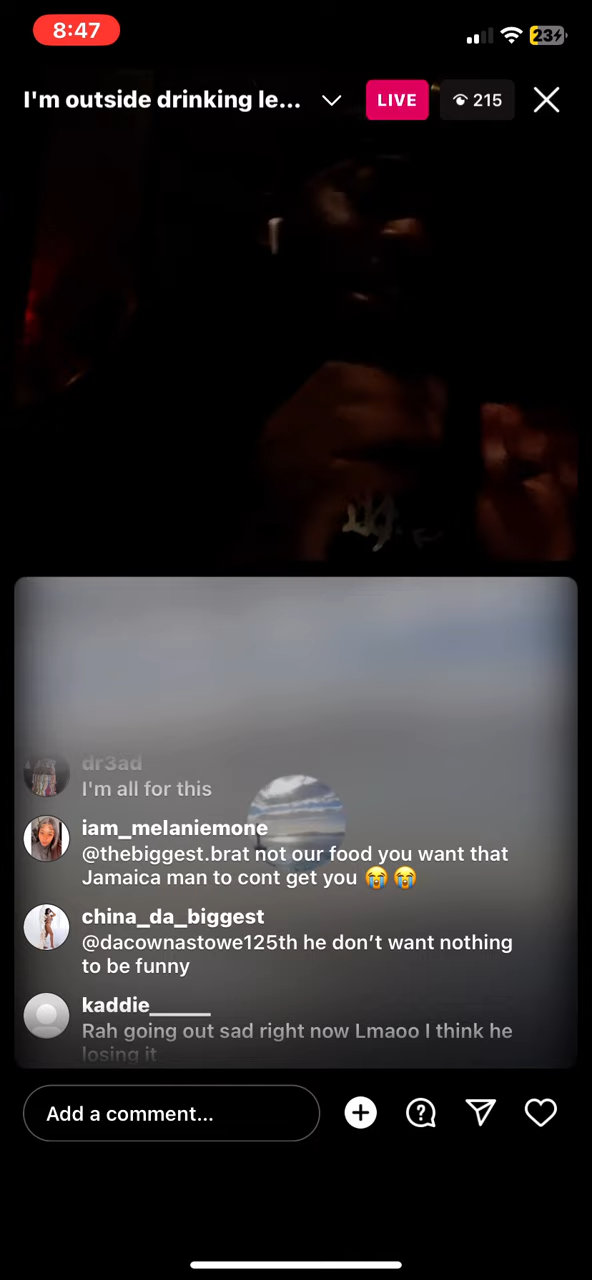 8:47
23
I'm outside drinking le...
LIVE
215
dr3ad
I'm all for this
iam_melaniemone
@thebiggest.brat not our food you want that
Jamaica man to cont get you 😭😭
china_da_biggest
@dacownastowe125th he don’t want nothing
to be funny
kaddie______
Rah going out sad right now Lmaoo I think he
losing it
Add a comment...